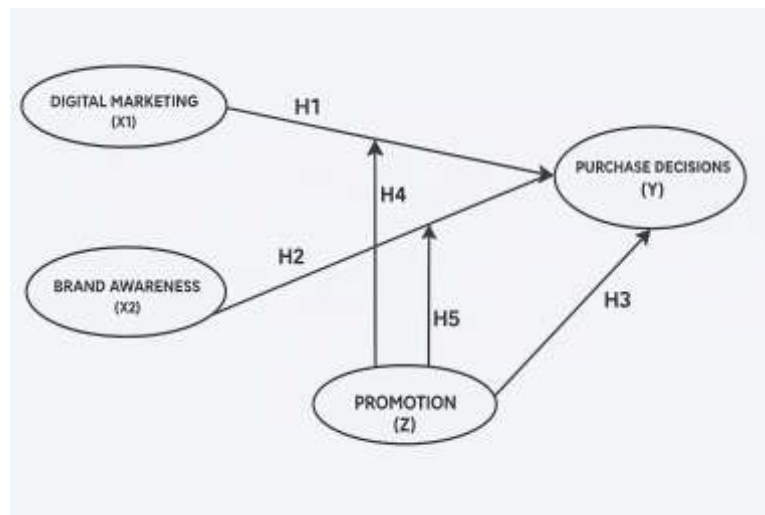 DIGITAL MARKETING
(X1)
H1
PURCHASE DECISIONS
(Y)
H4
H2
BRAND AWARENESS
(X2)
H3
H5
PROMOTION
(Z)